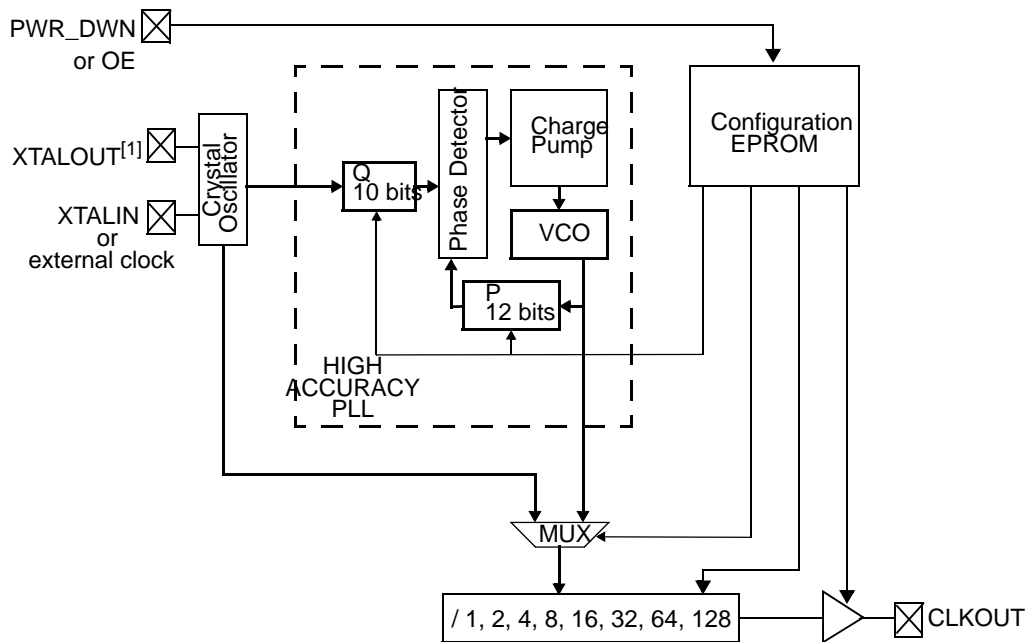 PWR_DWN
or OE
XTALOUT[1]
XTALIN
or
external clock
Crystal
Oscillator
Q
10 bits
Phase Detector
Charge
Pump
VCO
P
12 bits
HIGH
ACCURACY
PLL
Configuration
EPROM
MUX
/ 1, 2, 4, 8, 16, 32, 64, 128
CLKOUT